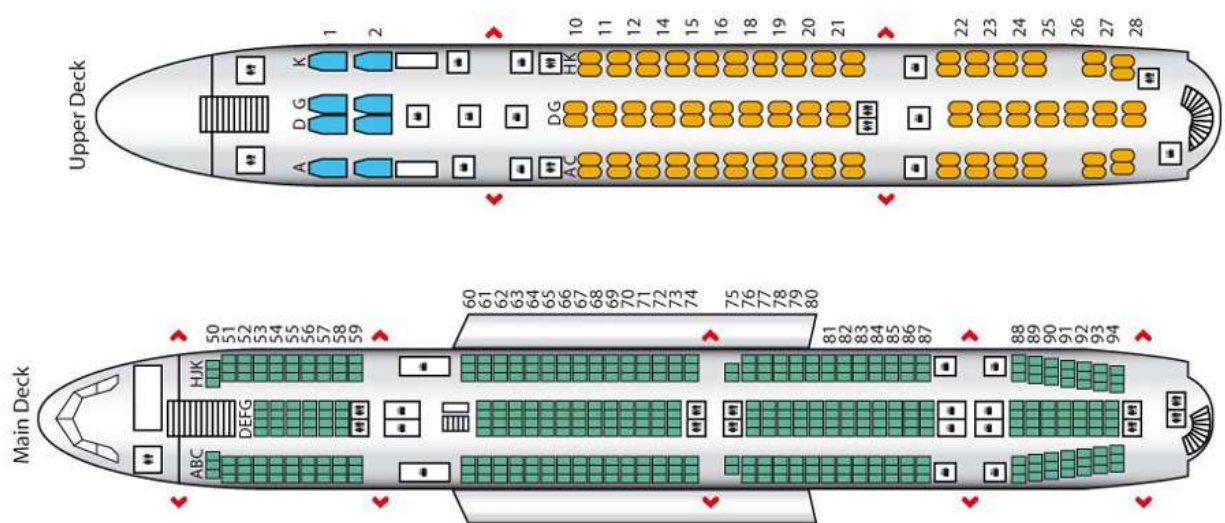 Upper Deck
1 2 10 11 12 14 15 16 17 18 19 20 21 22 23 24 25 26 27 28
K HK
D G DG
A AC
Main Deck
50 51 52 53 54 55 56 57 58 59 60 61 62 63 64 65 66 67 68 69 70 71 72 73 74 75 76 77 78 79 80 81 82 83 84 85 86 87 88 89 90 91 92 93 94
HJK
DEFG
ABC